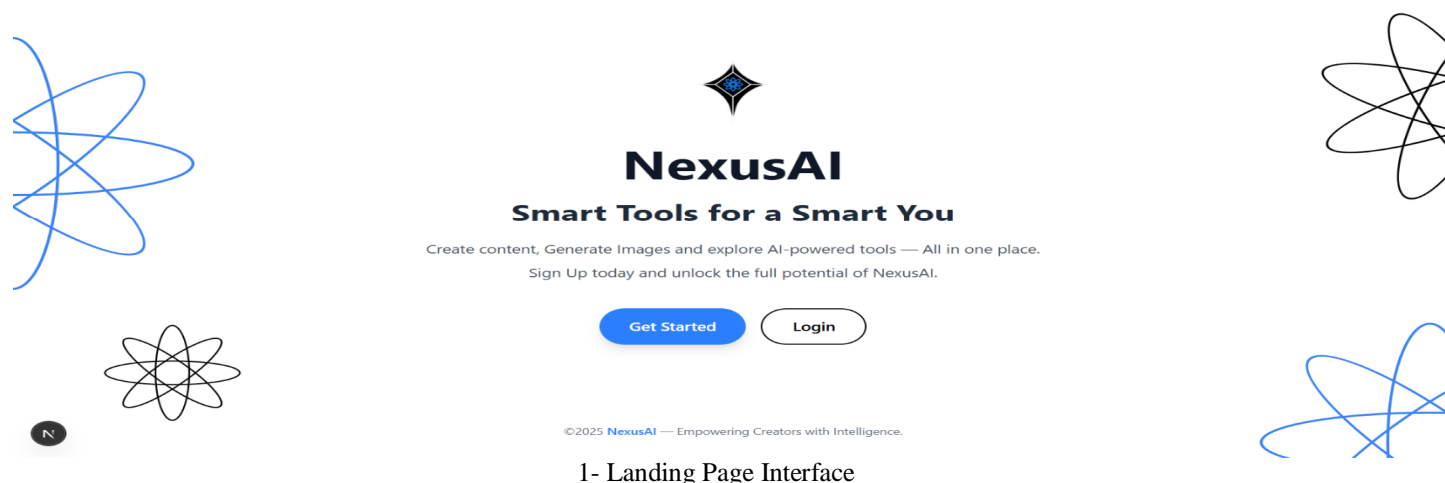 NexusAI
Smart Tools for a Smart You
Create content, Generate Images and explore AI-powered tools — All in one place.
Sign Up today and unlock the full potential of NexusAI.
Get Started
Login
N
©2025 NexusAI — Empowering Creators with Intelligence.
1- Landing Page Interface